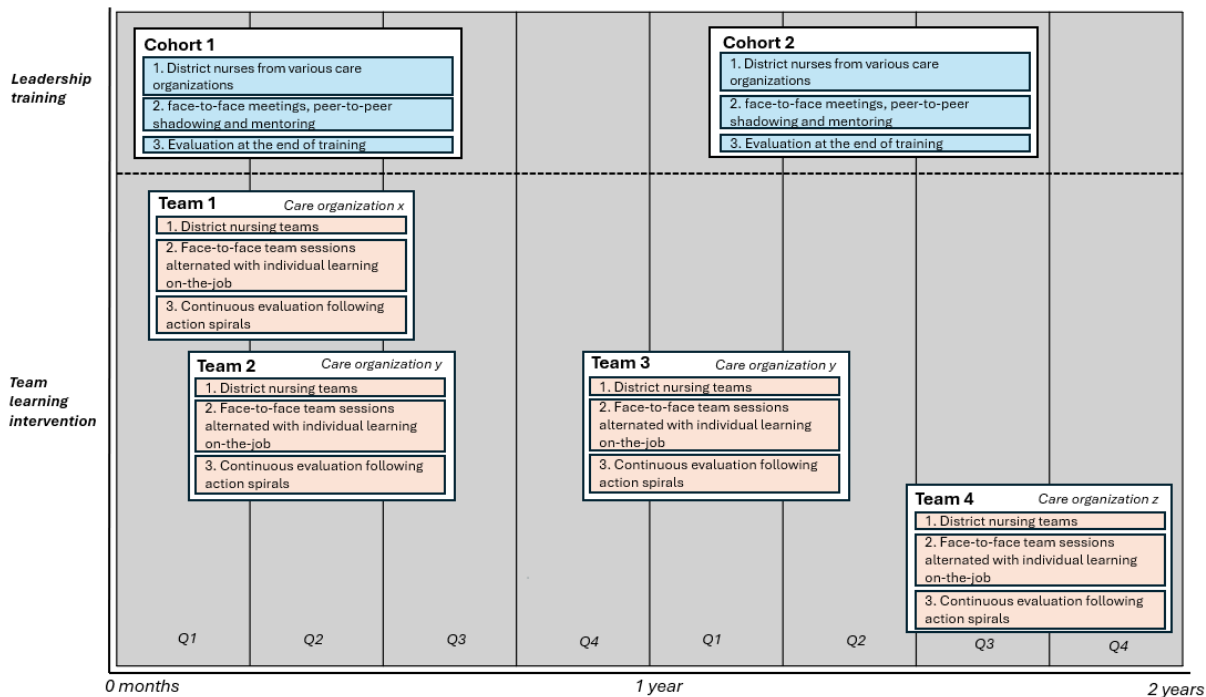 Leadership
training
Cohort 1
1. District nurses from various care
organizations
2. face-to-face meetings, peer-to-peer
shadowing and mentoring
3. Evaluation at the end of training
Cohort 2
1. District nurses from various care
organizations
2. face-to-face meetings, peer-to-peer
shadowing and mentoring
3. Evaluation at the end of training
Team
learning
intervention
Team 1 Care organization x
1. District nursing teams
2. Face-to-face team sessions
alternated with individual learning
on-the-job
3. Continuous evaluation following
action spirals
Team 2 Care organization y
1. District nursing teams
2. Face-to-face team sessions
alternated with individual learning
on-the-job
3. Continuous evaluation following
action spirals
Team 3 Care organization y
1. District nursing teams
2. Face-to-face team sessions
alternated with individual learning
on-the-job
3. Continuous evaluation following
action spirals
Team 4 Care organization z
1. District nursing teams
2. Face-to-face team sessions
alternated with individual learning
on-the-job
3. Continuous evaluation following
action spirals
Q1 Q2 Q3 Q4 Q1 Q2 Q3 Q4
0 months 1 year 2 years